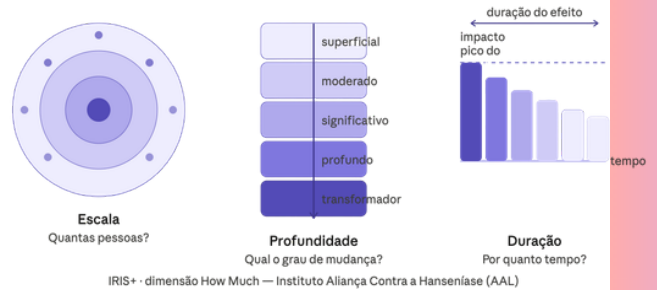 Escala
Quantas pessoas?
superficial
moderado
significativo
profundo
transformador
Profundidade
Qual o grau de mudança?
duração do efeito
impacto
pico do
tempo
Duração
Por quanto tempo?
IRIS+ · dimensão How Much — Instituto Aliança Contra a Hanseníase (AAL)